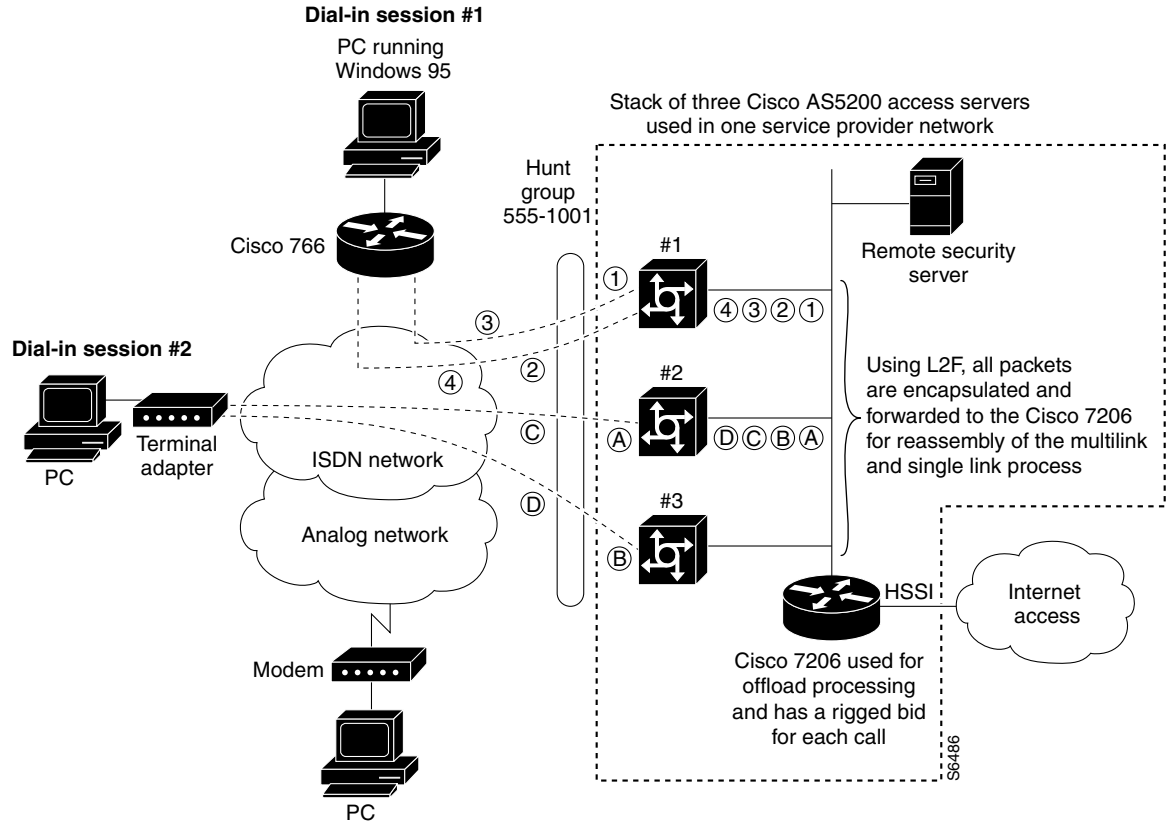 Dial-in session #1
PC running
Windows 95
Stack of three Cisco AS5200 access servers
used in one service provider network
Hunt
group
555-1001
Cisco 766
#1
Remote security
server
1
3
4 3 2 1
Dial-in session #2
4
2
#2
Using L2F, all packets
are encapsulated and
forwarded to the Cisco 7206
for reassembly of the multilink
and single link process
C
A
D C B A
Terminal
adapter
PC
ISDN network
D
#3
Analog network
B
HSSI
Internet
access
Modem
Cisco 7206 used for
offload processing
and has a rigged bid
for each call
S6486
PC